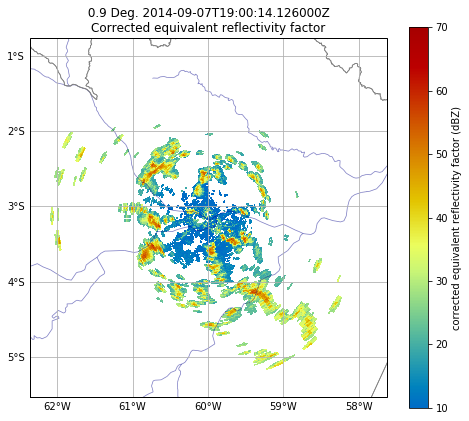 0.9 Deg. 2014-09-07T19:00:14.126000Z
Corrected equivalent reflectivity factor
1°S
2°S
3°S
4°S
5°S
62°W
61°W
60°W
59°W
58°W
70
60
50
40
30
20
10
corrected equivalent reflectivity factor (dBZ)